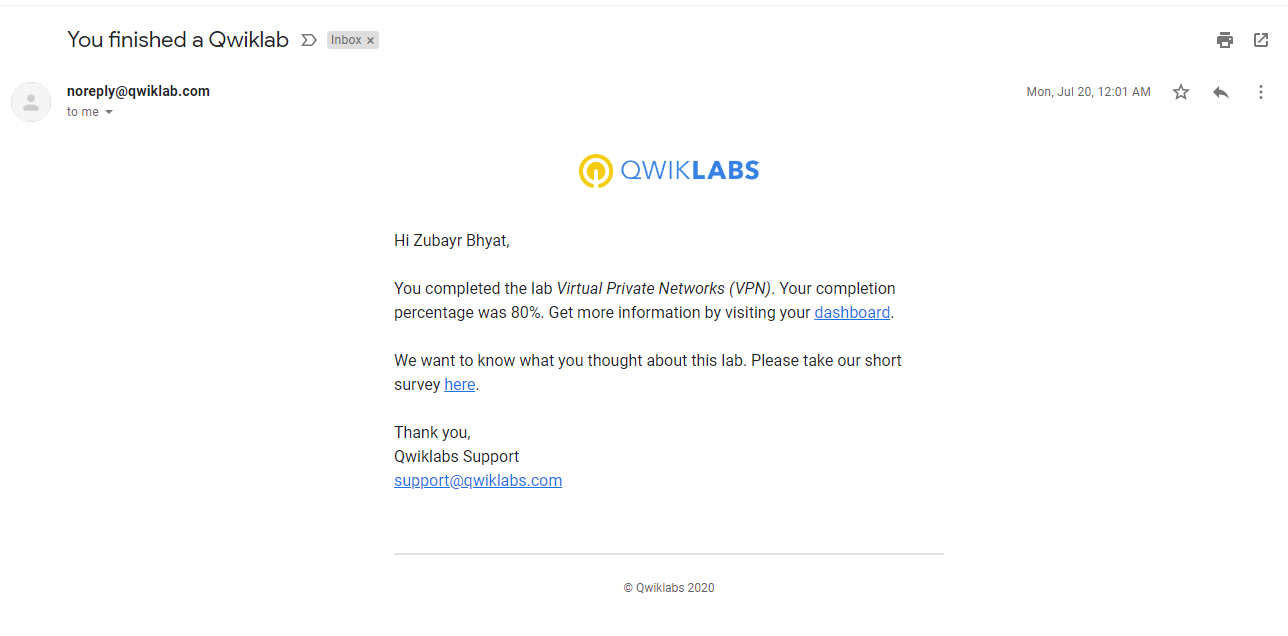 You finished a Qwiklab
Inbox x
noreply@qwiklab.com
Mon, Jul 20, 12:01 AM
to me
QWIKLABS
Hi Zubayr Bhyat,
You completed the lab Virtual Private Networks (VPN). Your completion
percentage was 80%. Get more information by visiting your dashboard.
We want to know what you thought about this lab. Please take our short
survey here.
Thank you,
Qwiklabs Support
support@qwiklabs.com
© Qwiklabs 2020